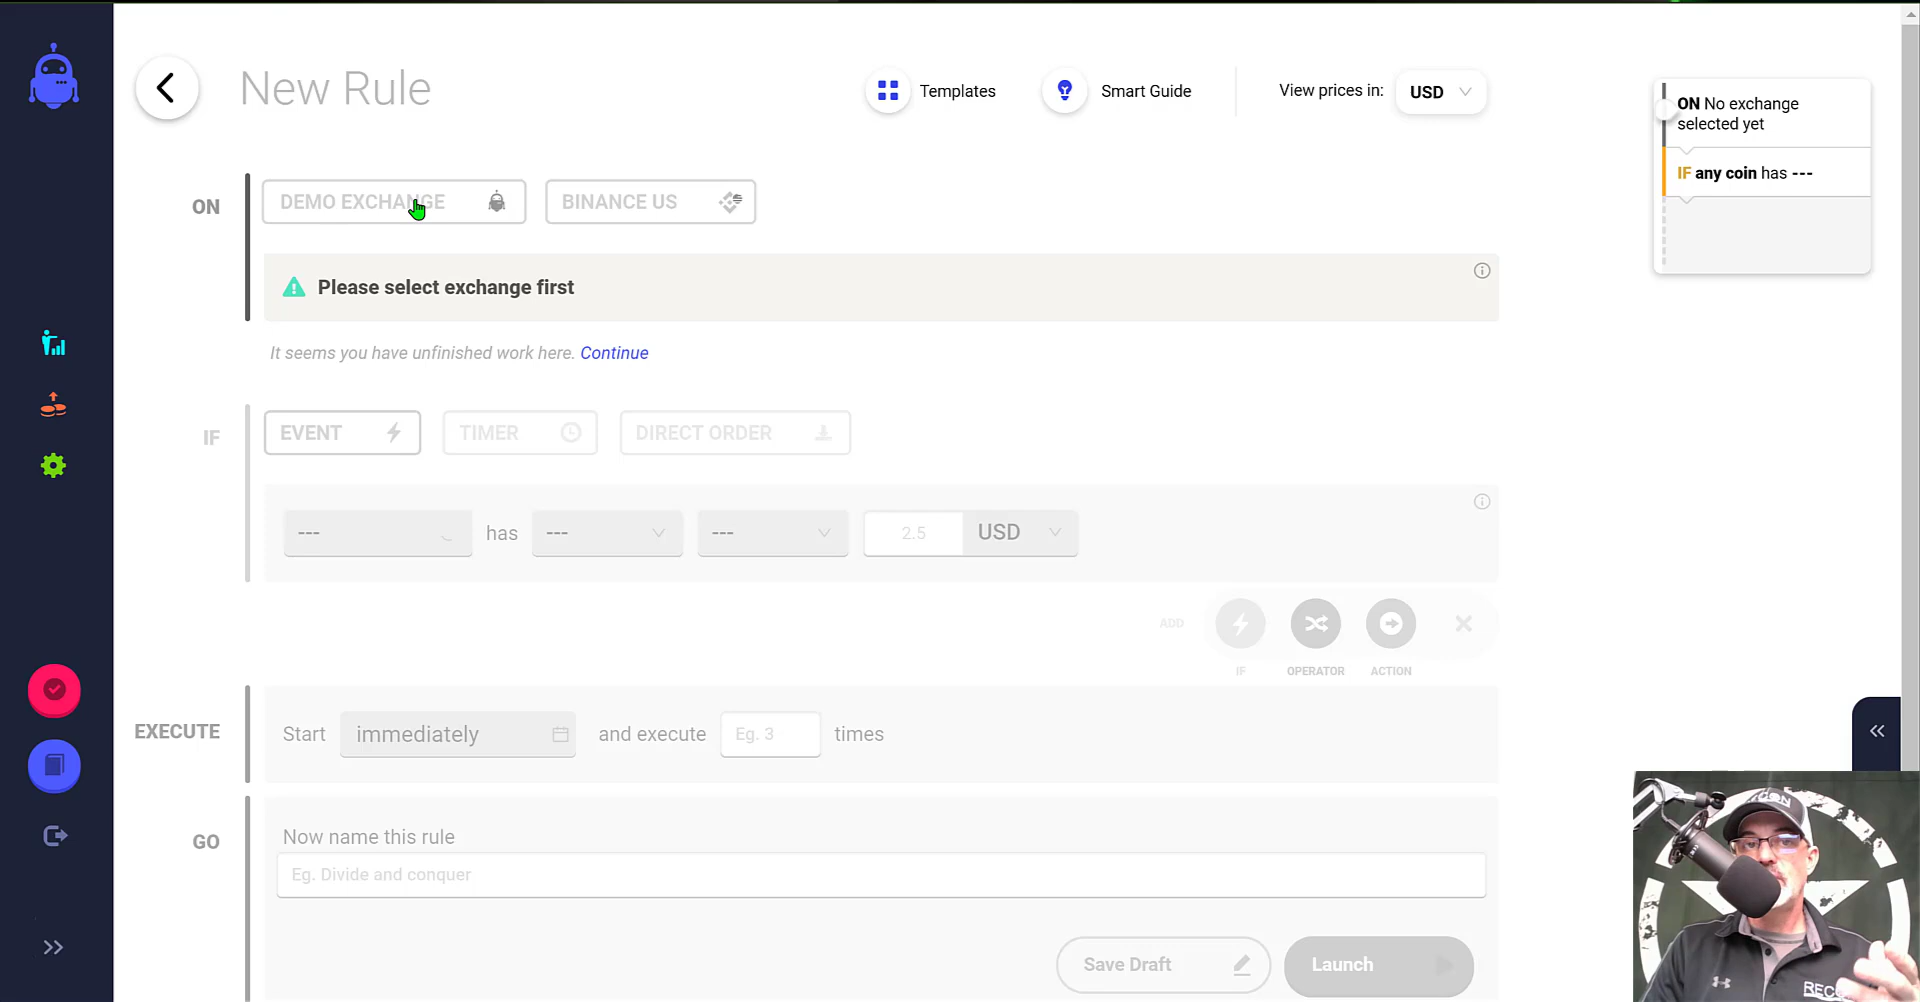 New Rule
Templates
Smart Guide
View prices in:
USD
ON No exchange
selected yet
IF any coin has ---
ON
DEMO EXCHANGE
BINANCE US
Please select exchange first
It seems you have unfinished work here. Continue
IF
EVENT
TIMER
DIRECT ORDER
---
has
---
---
2.5
USD
ADD
IF
OPERATOR
ACTION
EXECUTE
Start
immediately
and execute
Eg. 3
times
GO
Now name this rule
Eg. Divide and conquer
Save Draft
Launch